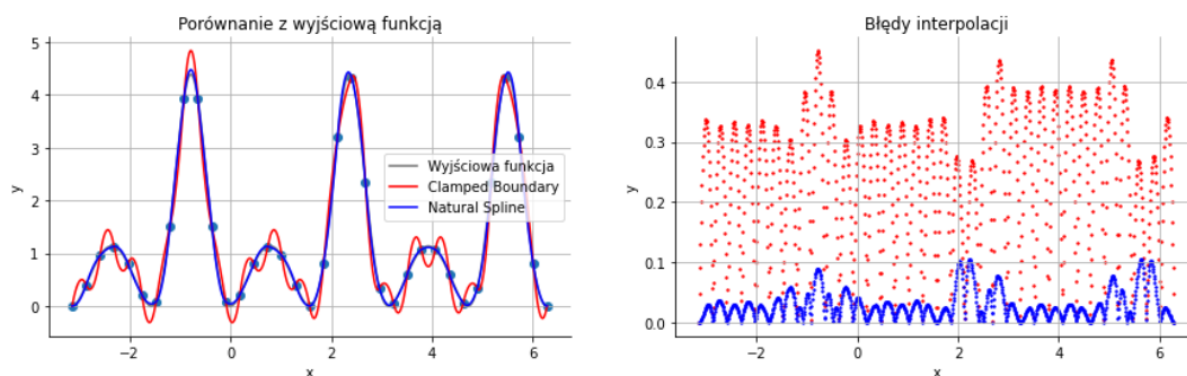 Porównanie z wyjściową funkcją
5
4
3
2
1
0
y
−2
0
2
4
6
x
Wyjściowa funkcja
Clamped Boundary
Natural Spline
Błędy interpolacji
0.4
0.3
0.2
0.1
0.0
y
−2
0
2
4
6
x